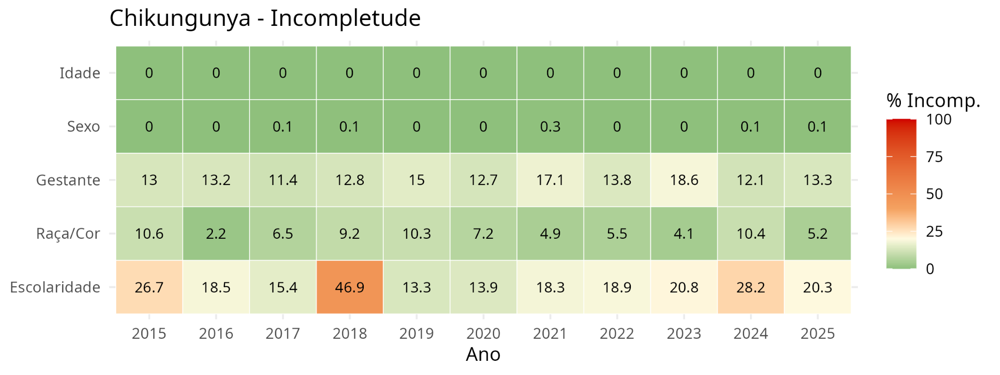 Chikungunya - Incompletude
Idade 0 0 0 0 0 0 0 0 0 0 0
Sexo 0 0 0.1 0.1 0 0 0.3 0 0 0.1 0.1
Gestante 13 13.2 11.4 12.8 15 12.7 17.1 13.8 18.6 12.1 13.3
Raça/Cor 10.6 2.2 6.5 9.2 10.3 7.2 4.9 5.5 4.1 10.4 5.2
Escolaridade 26.7 18.5 15.4 46.9 13.3 13.9 18.3 18.9 20.8 28.2 20.3
2015 2016 2017 2018 2019 2020 2021 2022 2023 2024 2025
Ano
% Incomp.
100
75
50
25
0